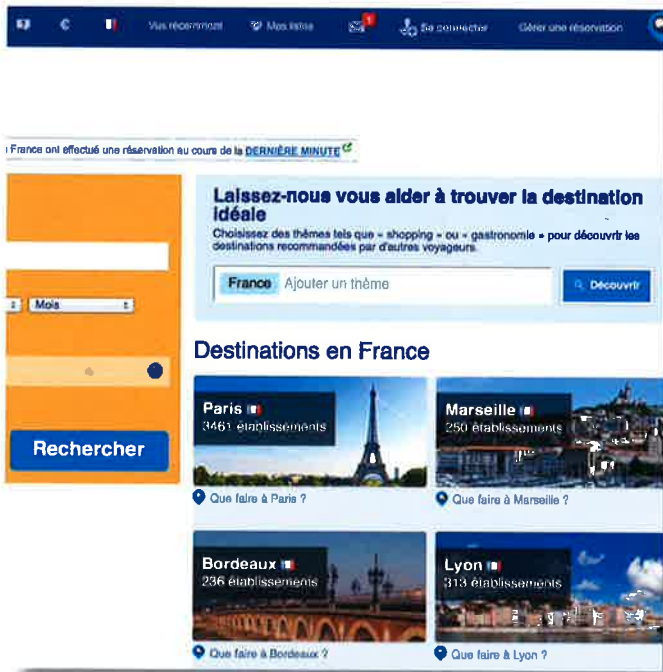 € Vus récemment Mes listes 1 Se connecter Gérer une réservation
France ont effectué une réservation au cours de la DERNIÈRE MINUTE
Laissez-nous vous aider à trouver la destination
idéale
Choisissez des thèmes tels que « shopping » ou « gastronomie » pour découvrir les
destinations recommandées par d'autres voyageurs.
France Ajouter un thème Découvrir
Mois
Rechercher
Destinations en France
Paris
3461 établissements
Que faire à Paris ?
Marseille
250 établissements
Que faire à Marseille ?
Bordeaux
236 établissements
Que faire à Bordeaux ?
Lyon
313 établissements
Que faire à Lyon ?